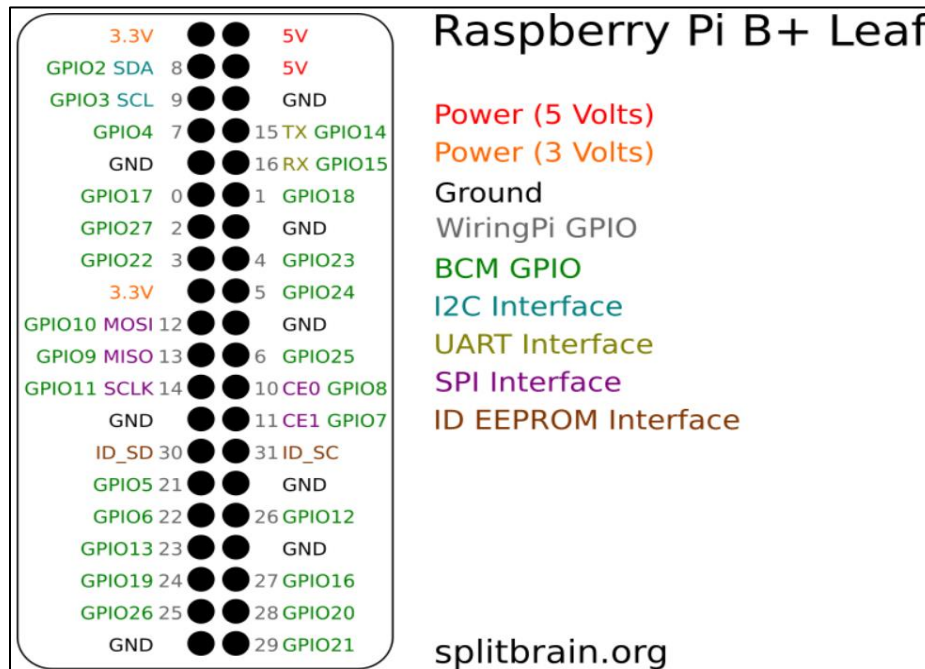 Raspberry Pi B+ Leaf
3.3V 5V
GPIO2 SDA 8 5V
GPIO3 SCL 9 GND
GPIO4 7 15 TX GPIO14
GND 16 RX GPIO15
GPIO17 0 1 GPIO18
GPIO27 2 GND
GPIO22 3 4 GPIO23
3.3V 5 GPIO24
GPIO10 MOSI 12 GND
GPIO9 MISO 13 6 GPIO25
GPIO11 SCLK 14 10 CE0 GPIO8
GND 11 CE1 GPIO7
ID_SD 30 31 ID_SC
GPIO5 21 GND
GPIO6 22 26 GPIO12
GPIO13 23 GND
GPIO19 24 27 GPIO16
GPIO26 25 28 GPIO20
GND 29 GPIO21
Power (5 Volts)
Power (3 Volts)
Ground
WiringPi GPIO
BCM GPIO
I2C Interface
UART Interface
SPI Interface
ID EEPROM Interface
splitbrain.org